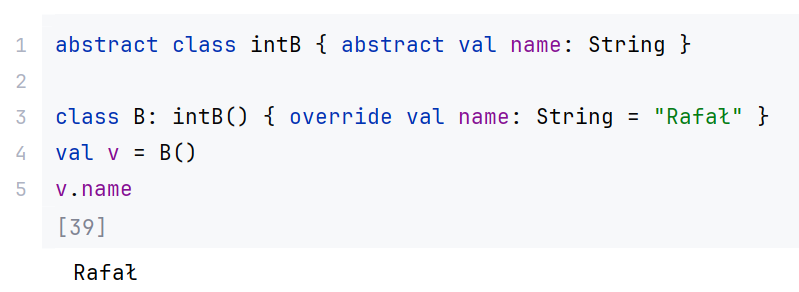 1 abstract class intB { abstract val name: String }
2
3 class B: intB() { override val name: String = "Rafał" }
4 val v = B()
5 v.name
[39]
Rafał